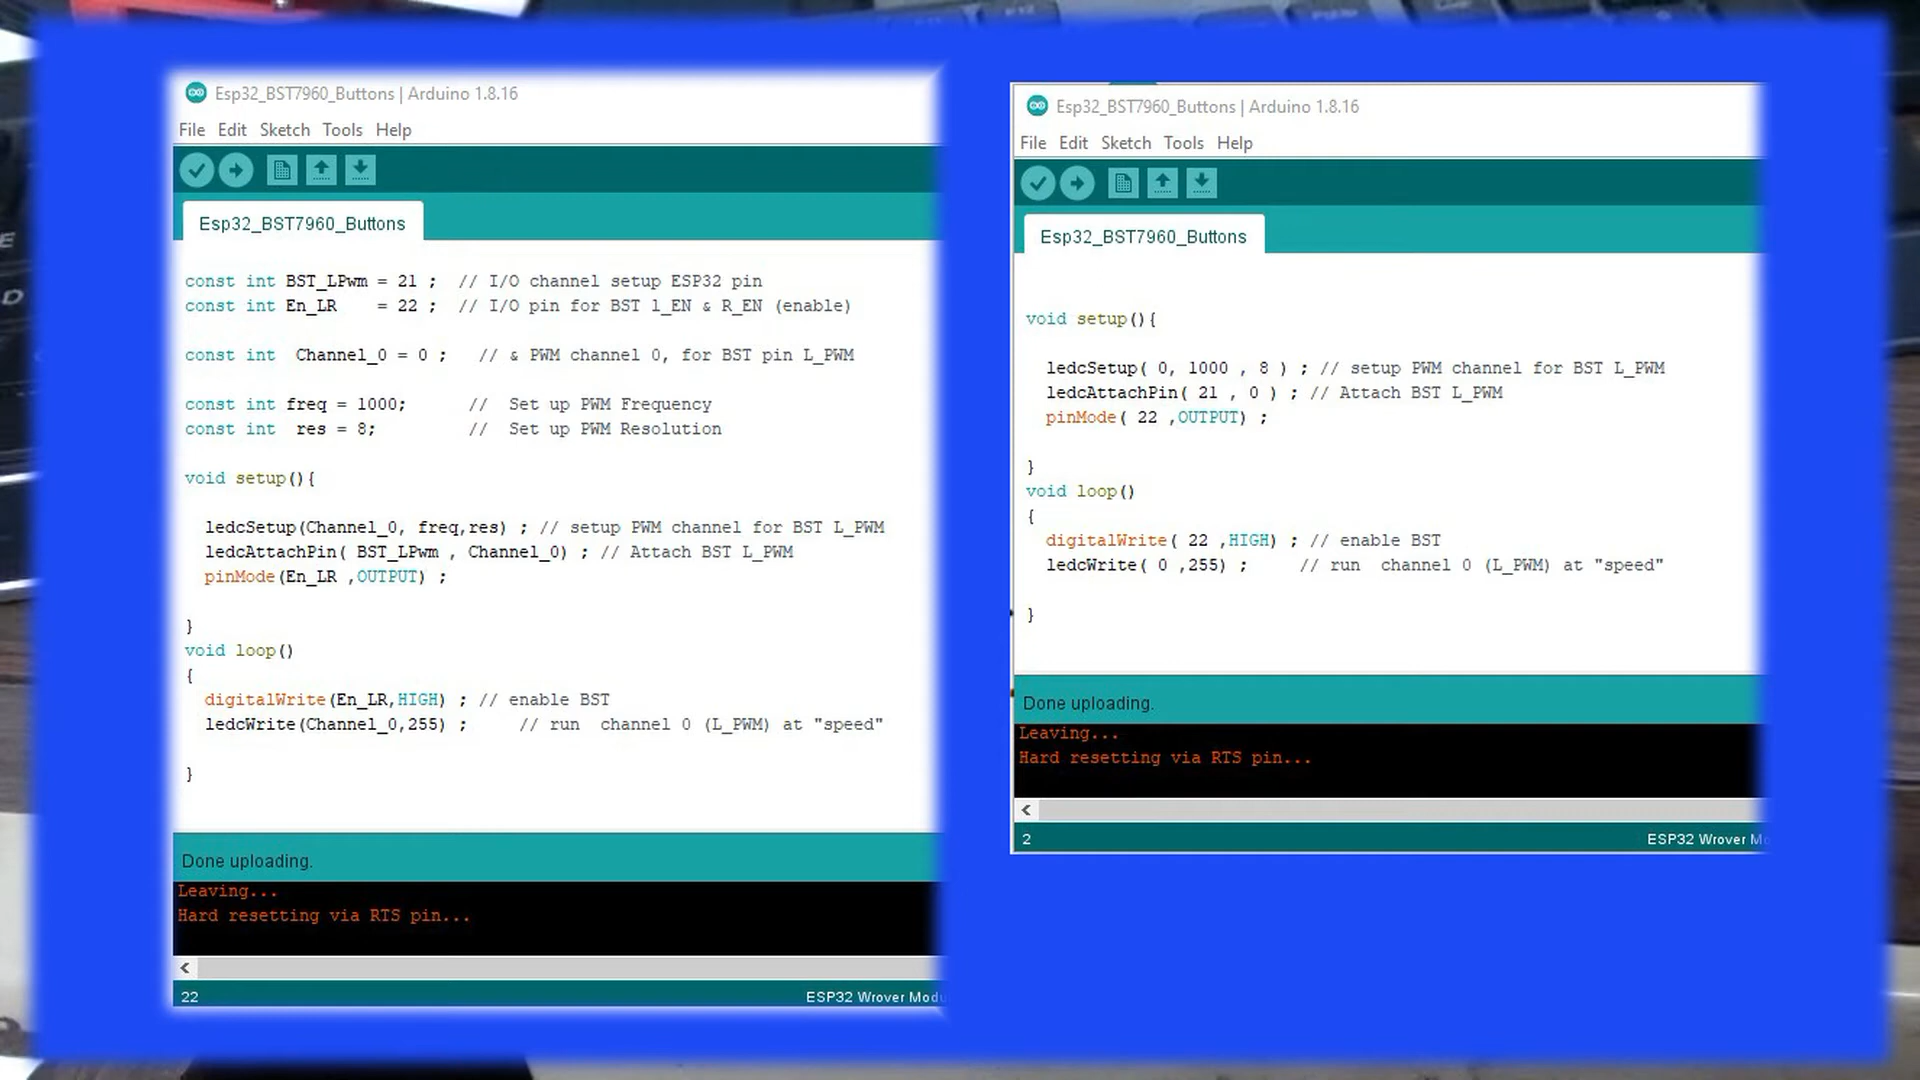 Esp32_BST7960_Buttons | Arduino 1.8.16
File Edit Sketch Tools Help
Esp32_BST7960_Buttons
const int BST_LPwm = 21 ;  // I/O channel setup ESP32 pin
const int En_LR    = 22 ;  // I/O pin for BST l_EN & R_EN (enable)
const int  Channel_0 = 0 ;   // & PWM channel 0, for BST pin L_PWM
const int freq = 1000;      //  Set up PWM Frequency
const int  res = 8;         //  Set up PWM Resolution
void setup(){
ledcSetup(Channel_0, freq,res) ; // setup PWM channel for BST L_PWM
ledcAttachPin( BST_LPwm , Channel_0) ; // Attach BST L_PWM
pinMode(En_LR ,OUTPUT) ;
}
void loop()
{
digitalWrite(En_LR,HIGH) ; // enable BST
ledcWrite(Channel_0,255) ;     // run  channel 0 (L_PWM) at "speed"
}
Done uploading.
Leaving...
Hard resetting via RTS pin...
22 ESP32 Wrover Modu
Esp32_BST7960_Buttons | Arduino 1.8.16
File Edit Sketch Tools Help
Esp32_BST7960_Buttons
void setup(){
ledcSetup( 0, 1000 , 8 ) ; // setup PWM channel for BST L_PWM
ledcAttachPin( 21 , 0 ) ; // Attach BST L_PWM
pinMode( 22 ,OUTPUT) ;
}
void loop()
{
digitalWrite( 22 ,HIGH) ; // enable BST
ledcWrite( 0 ,255) ;     // run  channel 0 (L_PWM) at "speed"
}
Done uploading.
Leaving...
Hard resetting via RTS pin...
2 ESP32 Wrover Mo